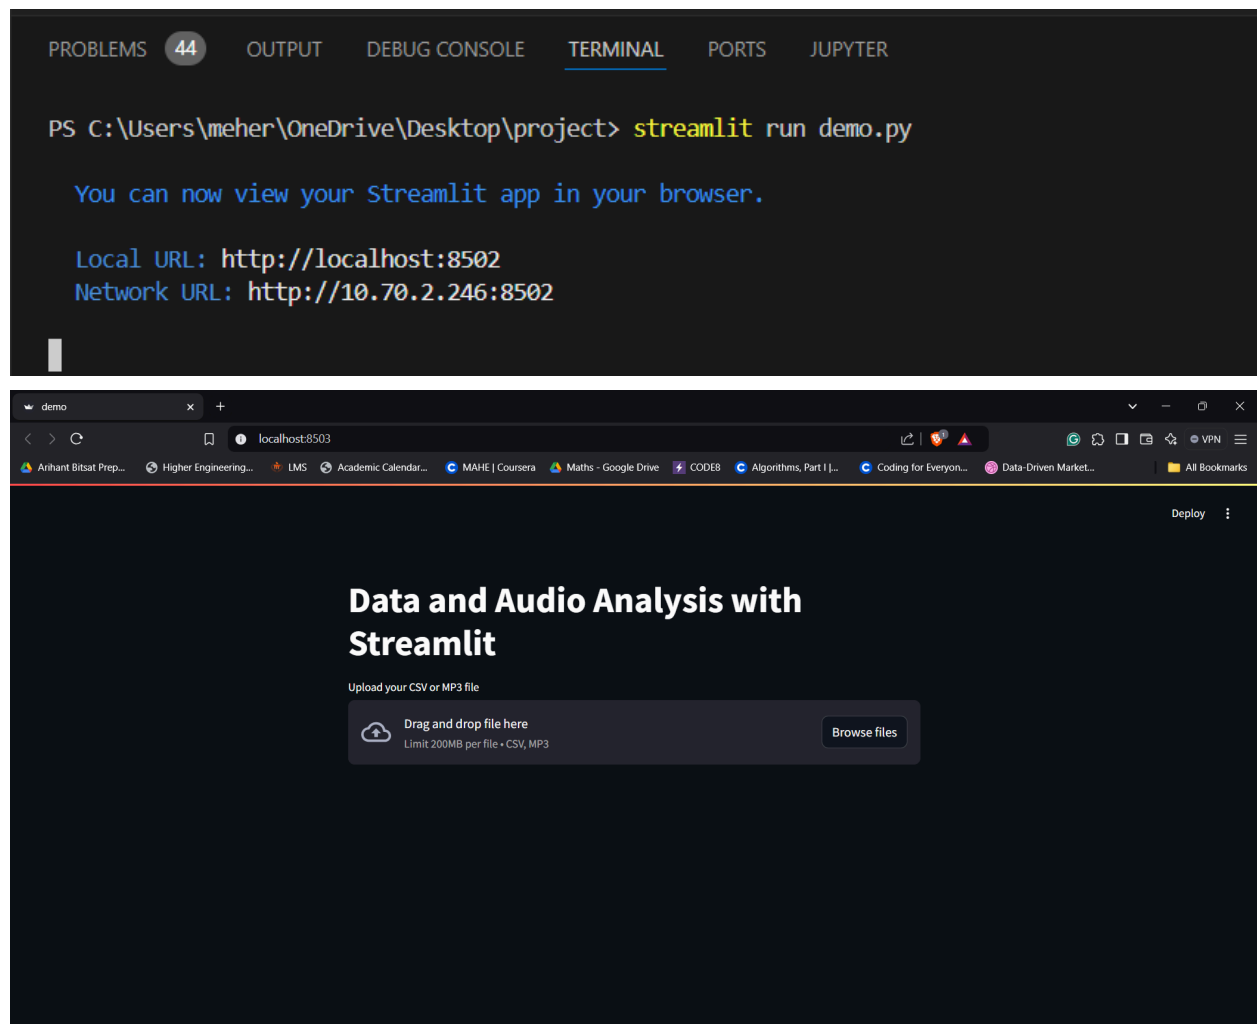 PROBLEMS 44 OUTPUT DEBUG CONSOLE TERMINAL PORTS JUPYTER
PS C:\Users\meher\OneDrive\Desktop\project> streamlit run demo.py
You can now view your Streamlit app in your browser.
Local URL: http://localhost:8502
Network URL: http://10.70.2.246:8502
demo
localhost:8503 1 VPN
Arihant Bitsat Prep... Higher Engineering... LMS Academic Calendar... MAHE | Coursera Maths - Google Drive CODE8 Algorithms, Part I |... Coding for Everyon... Data-Driven Market... All Bookmarks
Deploy
Data and Audio Analysis with
Streamlit
Upload your CSV or MP3 file
Drag and drop file here
Browse files
Limit 200MB per file • CSV, MP3